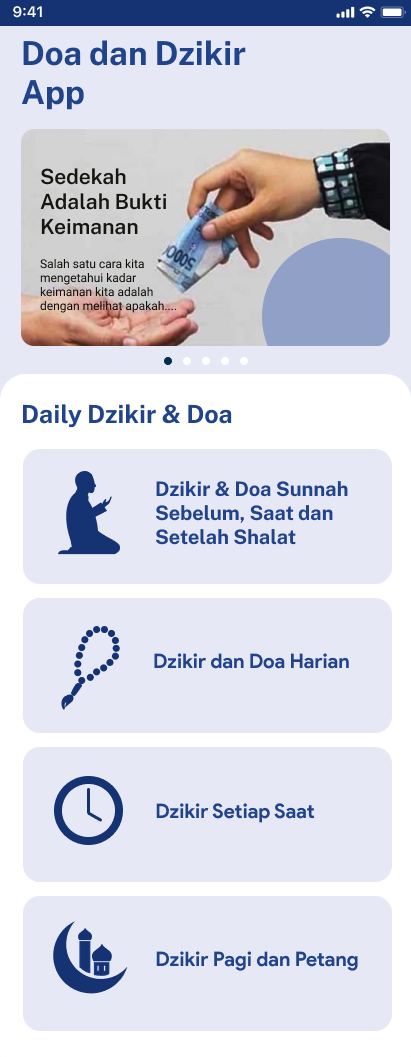 9:41
Doa dan Dzikir
App
Sedekah
Adalah Bukti
Keimanan
Salah satu cara kita
mengetahui kadar
keimanan kita adalah
dengan melihat apakah....
Daily Dzikir & Doa
Dzikir & Doa Sunnah
Sebelum, Saat dan
Setelah Shalat
Dzikir dan Doa Harian
Dzikir Setiap Saat
Dzikir Pagi dan Petang